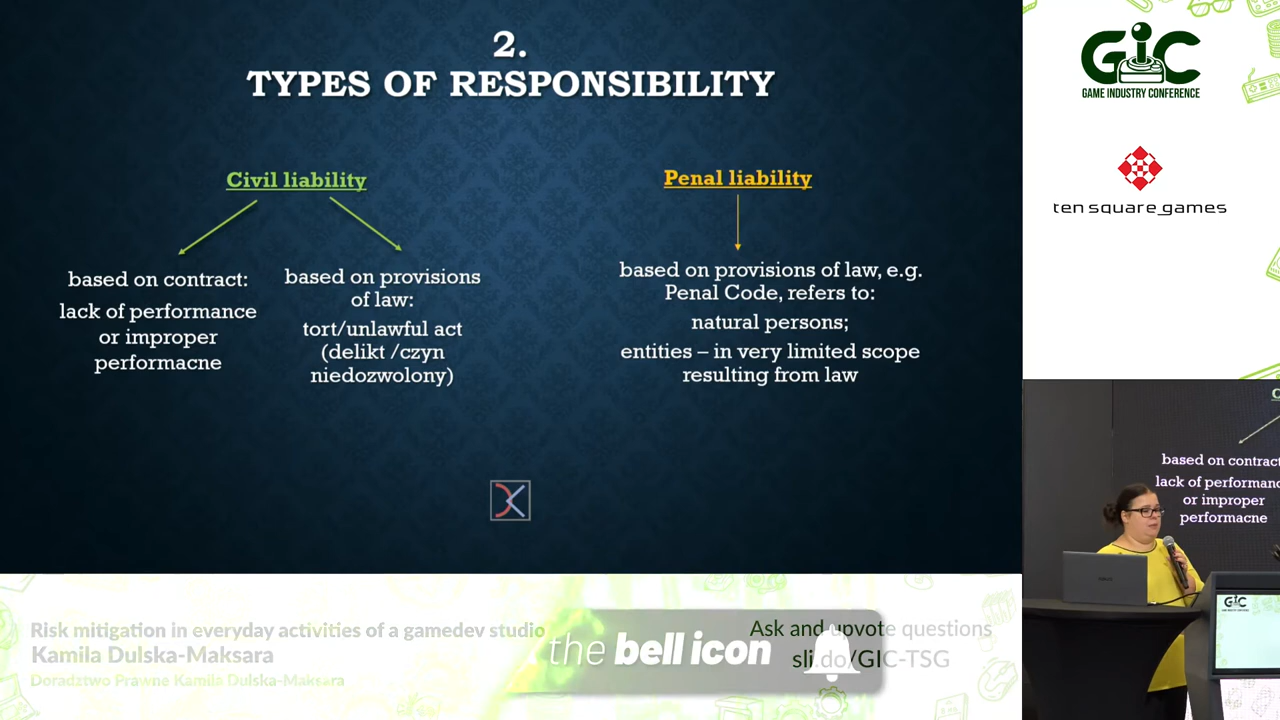 2.
TYPES OF RESPONSIBILITY
Civil liability
based on contract:
lack of performance
or improper
performacne
based on provisions
of law:
tort/unlawful act
(delikt /czyn
niedozwolony)
Penal liability
based on provisions of law, e.g.
Penal Code, refers to:
natural persons;
entities – in very limited scope
resulting from law
GIC
GAME INDUSTRY CONFERENCE
ten square_games
based on contract
lack of performanc
or improper
performacne
GIC
Risk mitigation in everyday activities of a gamedev studio
Kamila Dulska-Maksara
Doradztwo Prawne Kamila Dulska-Maksara
the bell icon
Ask and upvote questions
sli.do/GIC-TSG